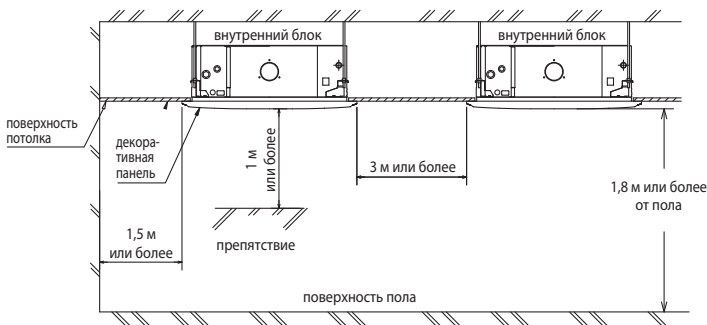 внутренний блок
внутренний блок
поверхность
потолка
декора-
тивная
панель
1 м
или более
3 м или более
1,8 м или более
от пола
1,5 м
или более
препятствие
поверхность пола